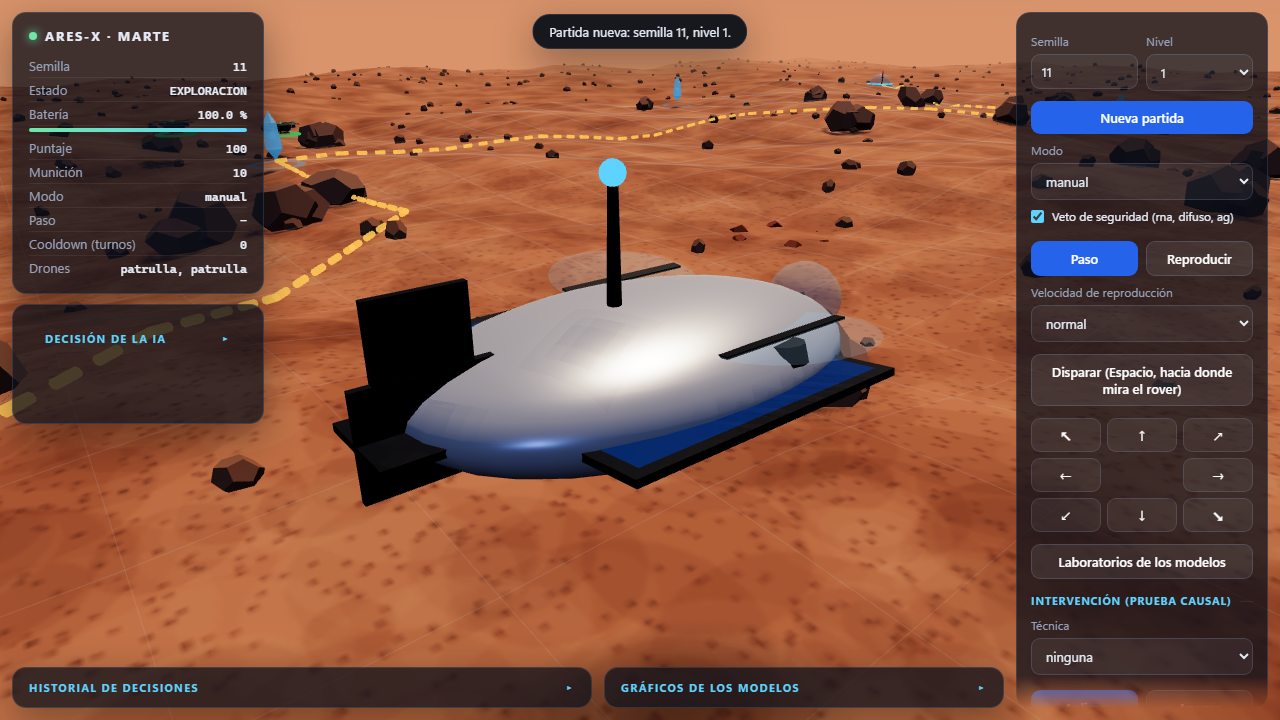 ARES-X · MARTE
Semilla 11
Estado EXPLORACION
Batería 100.0 %
Puntaje 100
Munición 10
Modo manual
Paso –
Cooldown (turnos) 0
Drones patrulla, patrulla
DECISIÓN DE LA IA
Partida nueva: semilla 11, nivel 1.
Semilla Nivel
11 1
Nueva partida
Modo
manual
Veto de seguridad (rna, difuso, ag)
Paso Reproducir
Velocidad de reproducción
normal
Disparar (Espacio, hacia donde
mira el rover)
↖ ↑ ↗
← →
↙ ↓ ↘
Laboratorios de los modelos
INTERVENCIÓN (PRUEBA CAUSAL)
Técnica
ninguna
HISTORIAL DE DECISIONES
GRÁFICOS DE LOS MODELOS